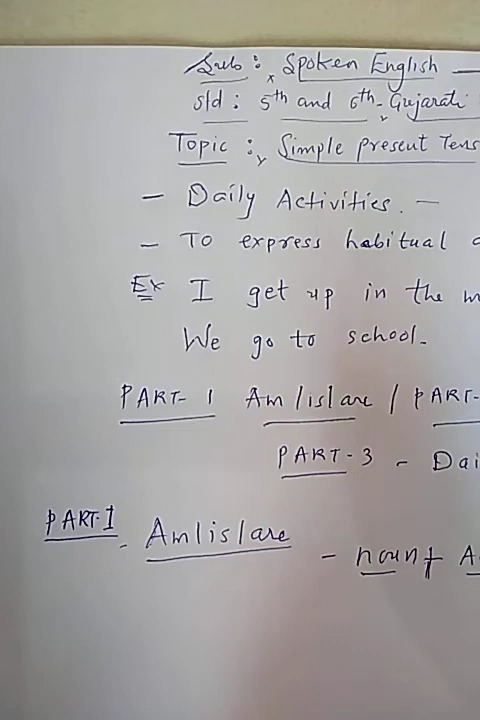 Sub: Spoken English —
std: 5th and 6th - Gujarati
Topic: Simple Present Tens
- Daily Activities. -
- To express habitual
Ex I get up in the m
We go to school.
PART-1 Am/is/are / PART-
PART-3 - Dai
PART-I - Am/is/are - noun + A